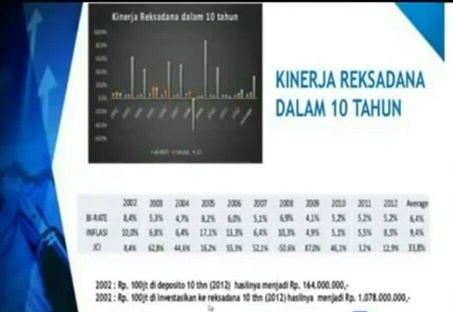 Kinerja Reksadana dalam 10 tahun
KINERJA REKSADANA
DALAM 10 TAHUN
BI-RATE INFLASI JCI
2002 2003 2004 2005 2006 2007 2008 2009 2010 2011 2012 Average
BI-RATE 8,4% 5,3% 4,7% 8,2% 6,0% 5,1% 6,9% 4,1% 5,2% 5,2% 5,2% 6,4%
INFLASI 10,0% 6,8% 6,4% 17,1% 13,3% 6,4% 10,3% 4,9% 5,1% 5,5% 8,5% 9,4%
JCI 8,4% 62,8% 44,6% 16,2% 55,3% 52,1% -50,6% 87,0% 46,1% 3,2% 12,9% 33,8%
2002 : Rp. 100jt di deposito 10 thn (2012) hasilnya menjadi Rp. 164.000.000,-
2002 : Rp. 100jt di investasikan ke reksadana 10 thn (2012) hasilnya menjadi Rp. 1.078.000.000,-